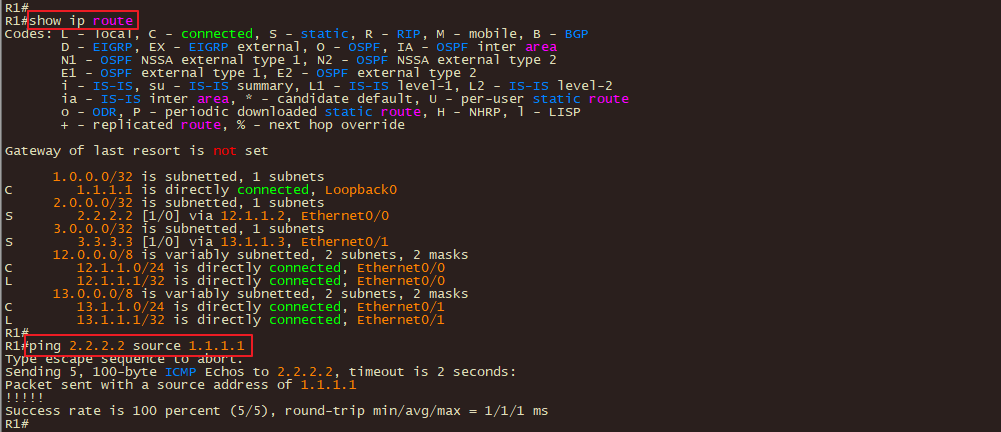 R1#
R1#show ip route
Codes: L - local, C - connected, S - static, R - RIP, M - mobile, B - BGP
       D - EIGRP, EX - EIGRP external, O - OSPF, IA - OSPF inter area
       N1 - OSPF NSSA external type 1, N2 - OSPF NSSA external type 2
       E1 - OSPF external type 1, E2 - OSPF external type 2
       i - IS-IS, su - IS-IS summary, L1 - IS-IS level-1, L2 - IS-IS level-2
       ia - IS-IS inter area, * - candidate default, U - per-user static route
       o - ODR, P - periodic downloaded static route, H - NHRP, l - LISP
       + - replicated route, % - next hop override
Gateway of last resort is not set
      1.0.0.0/32 is subnetted, 1 subnets
C        1.1.1.1 is directly connected, Loopback0
      2.0.0.0/32 is subnetted, 1 subnets
S        2.2.2.2 [1/0] via 12.1.1.2, Ethernet0/0
      3.0.0.0/32 is subnetted, 1 subnets
S        3.3.3.3 [1/0] via 13.1.1.3, Ethernet0/1
      12.0.0.0/8 is variably subnetted, 2 subnets, 2 masks
C        12.1.1.0/24 is directly connected, Ethernet0/0
L        12.1.1.1/32 is directly connected, Ethernet0/0
      13.0.0.0/8 is variably subnetted, 2 subnets, 2 masks
C        13.1.1.0/24 is directly connected, Ethernet0/1
L        13.1.1.1/32 is directly connected, Ethernet0/1
R1#
R1#ping 2.2.2.2 source 1.1.1.1
Type escape sequence to abort.
Sending 5, 100-byte ICMP Echos to 2.2.2.2, timeout is 2 seconds:
Packet sent with a source address of 1.1.1.1
!!!!!
Success rate is 100 percent (5/5), round-trip min/avg/max = 1/1/1 ms
R1#